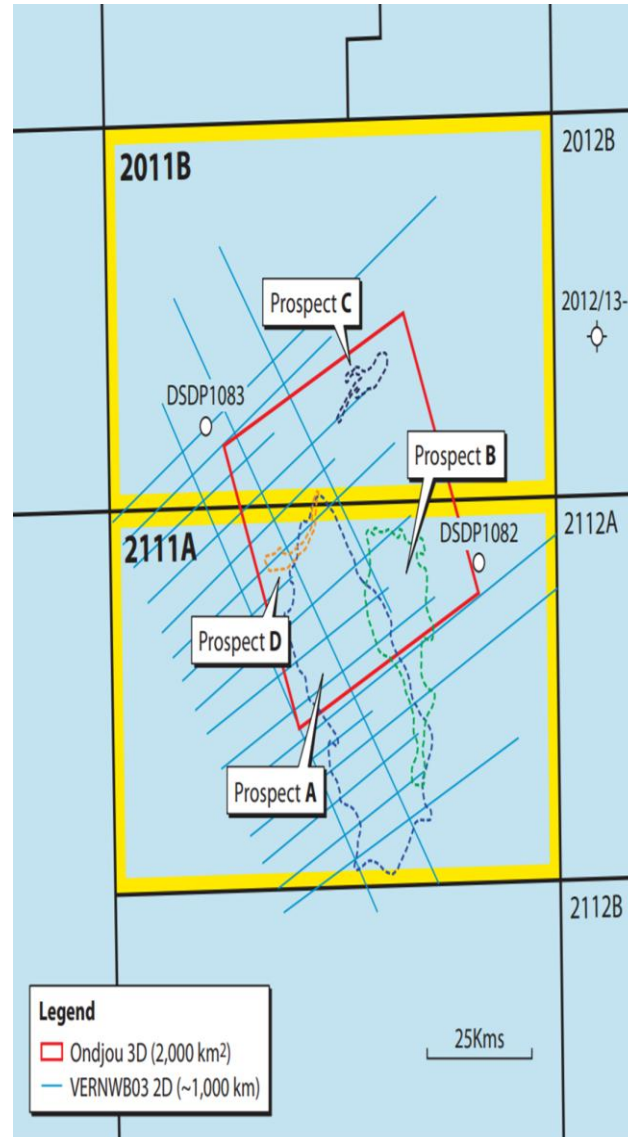 2011B
2012B
Prospect C
2012/13-
DSDP1083
Prospect B
2111A
DSDP1082
2112A
Prospect D
Prospect A
2112B
Legend
Ondjou 3D (2,000 km²)
VERNWB03 2D (~1,000 km)
25Kms